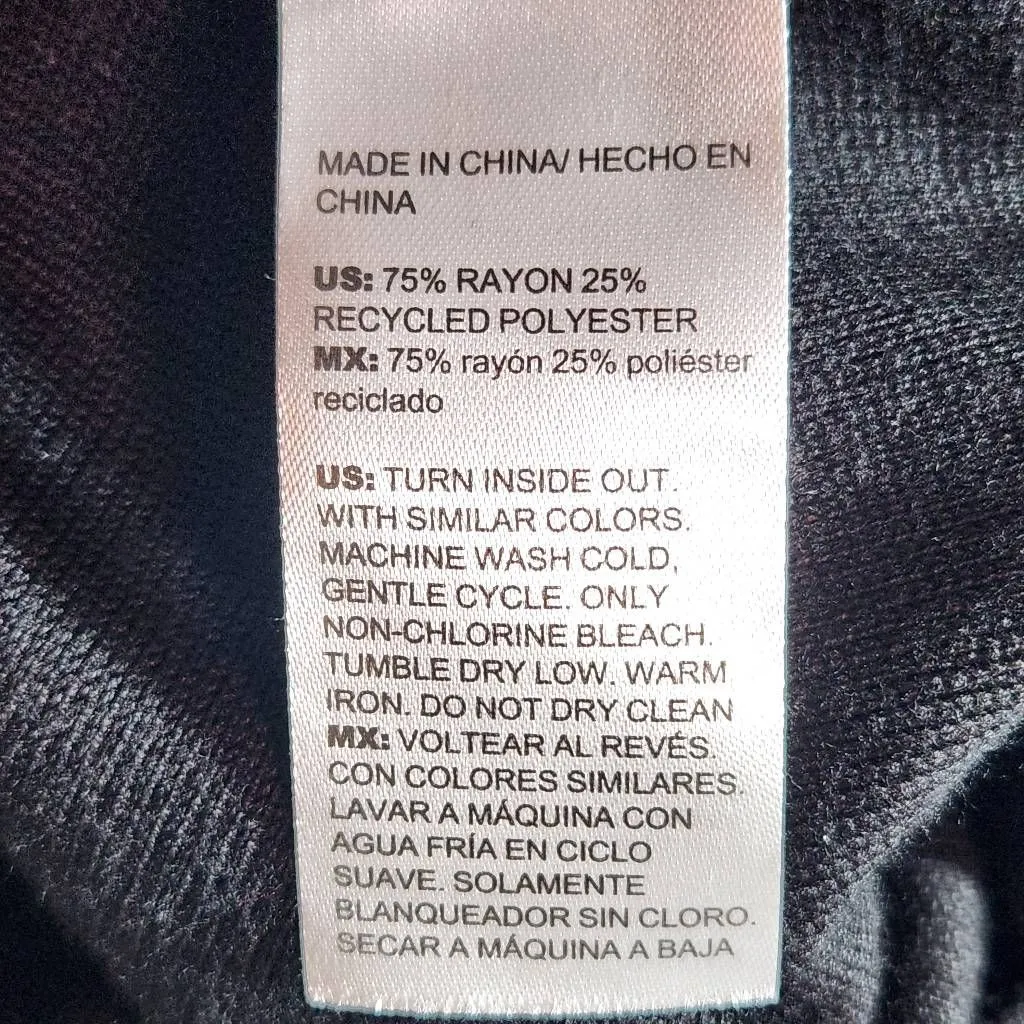 MADE IN CHINA/ HECHO EN
CHINA
US: 75% RAYON 25%
RECYCLED POLYESTER
MX: 75% rayón 25% poliéster
reciclado
US: TURN INSIDE OUT.
WITH SIMILAR COLORS.
MACHINE WASH COLD,
GENTLE CYCLE. ONLY
NON-CHLORINE BLEACH.
TUMBLE DRY LOW. WARM
IRON. DO NOT DRY CLEAN
MX: VOLTEAR AL REVÉS.
CON COLORES SIMILARES.
LAVAR A MÁQUINA CON
AGUA FRÍA EN CICLO
SUAVE. SOLAMENTE
BLANQUEADOR SIN CLORO.
SECAR A MÁQUINA A BAJA